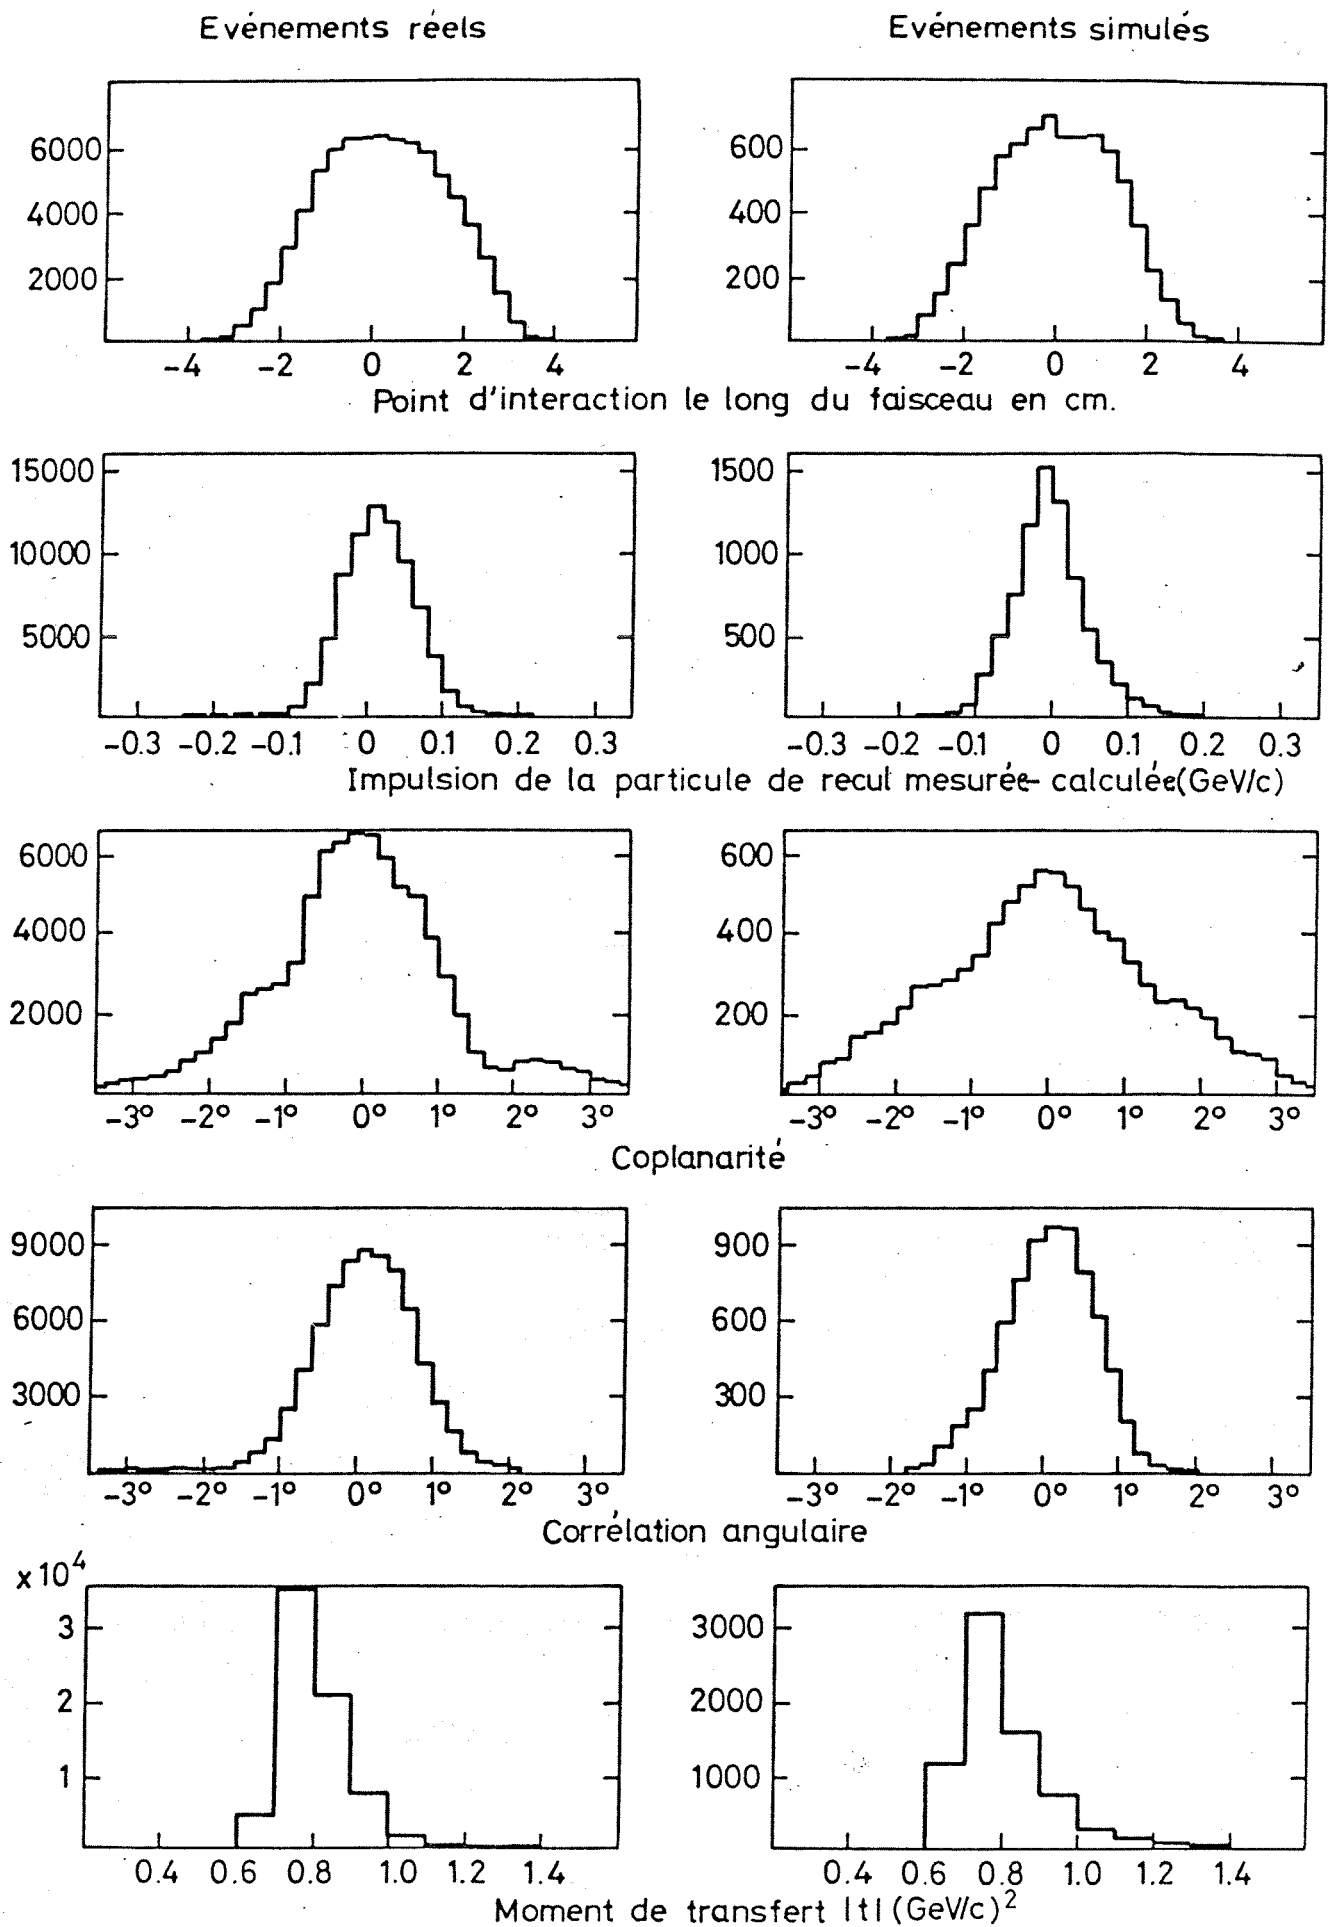 Evénements réels
Evénements simulés
6000
4000
2000
-4 -2 0 2 4
600
400
200
-4 -2 0 2 4
Point d'interaction le long du faisceau en cm.
15000
10000
5000
-0.3 -0.2 -0.1 0 0.1 0.2 0.3
1500
1000
500
-0.3 -0.2 -0.1 0 0.1 0.2 0.3
Impulsion de la particule de recul mesurée- calculée(GeV/c)
6000
4000
2000
-3° -2° -1° 0° 1° 2° 3°
600
400
200
-3° -2° -1° 0° 1° 2° 3°
Coplanarité
9000
6000
3000
-3° -2° -1° 0° 1° 2° 3°
900
600
300
-3° -2° -1° 0° 1° 2° 3°
Corrélation angulaire
x10⁴
3
2
1
0.4 0.6 0.8 1.0 1.2 1.4
3000
2000
1000
0.4 0.6 0.8 1.0 1.2 1.4
Moment de transfert |t| (GeV/c)²